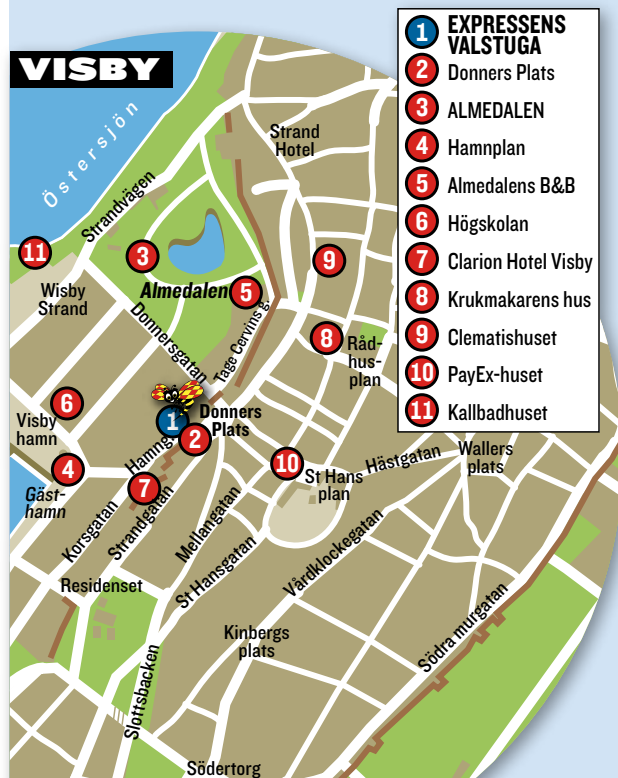 VISBY
1 EXPRESSENS
VALSTUGA
2 Donners Plats
3 ALMEDALEN
4 Hamnplan
5 Almedalens B&B
6 Högskolan
7 Clarion Hotel Visby
8 Krukmakarens hus
9 Clematishuset
10 PayEx-huset
11 Kallbadhuset
Östersjön
Strand
Hotel
Strandvägen
11
3
9
Wisby
Strand
Almedalen
5
Donnersgatan
Tage Cervins g.
8
Råd-
hus-
plan
6
Visby
hamn
1
Donners
Plats
2
Hamng
4
Gäst-
hamn
7
10
St Hans
plan
Hästgatan
Wallers
plats
Korsgatan
Strandgatan
Mellangatan
St Hansgatan
Vårdklockegatan
Residenset
Kinbergs
plats
Södra murgatan
Slottsbacken
Södertorg